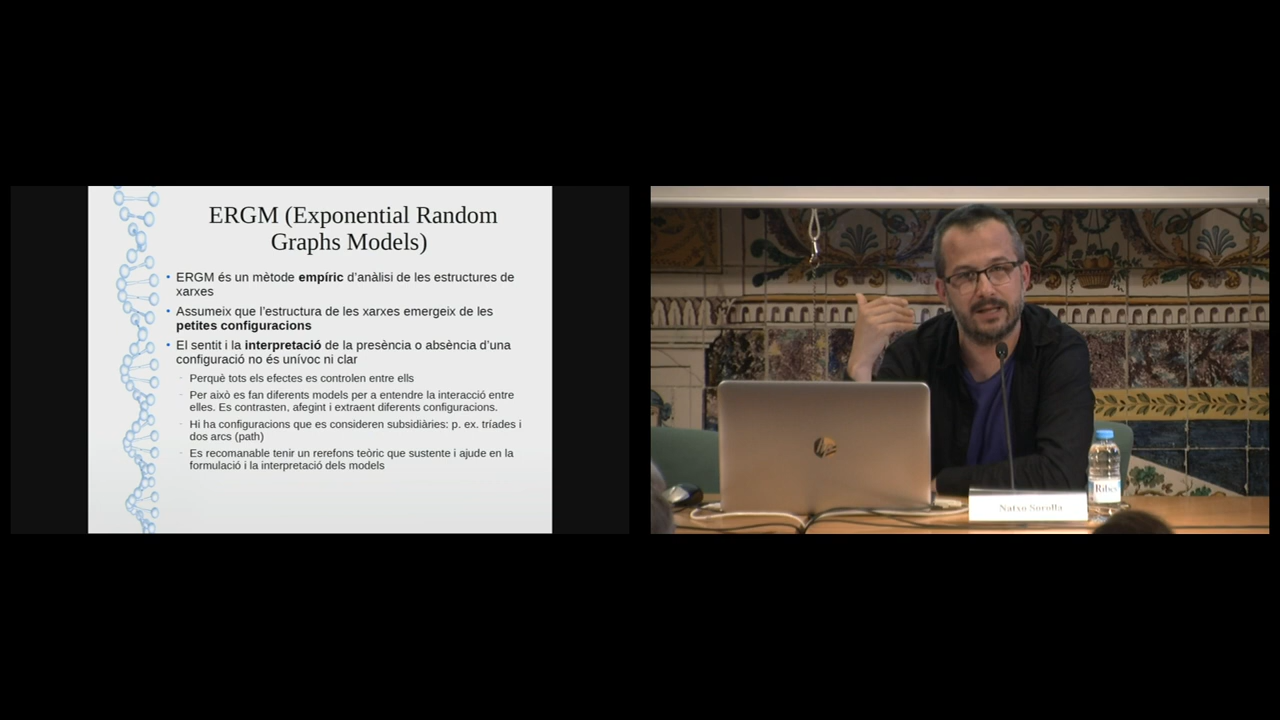 ERGM (Exponential Random
Graphs Models)
• ERGM és un mètode empíric d'anàlisi de les estructures de
xarxes
• Assumeix que l'estructura de les xarxes emergeix de les
petites configuracions
• El sentit i la interpretació de la presència o absència d'una
configuració no és unívoc ni clar
Perquè tots els efectes es controlen entre ells
Per això es fan diferents models per a entendre la interacció entre
elles. Es contrasten, afegint i extraent diferents configuracions.
Hi ha configuracions que es consideren subsidiàries: p. ex. tríades i
dos arcs (path)
Es recomanable tenir un rerefons teòric que sustente i ajude en la
formulació i la interpretació dels models
hp
Natxo Sorolla
Ribes